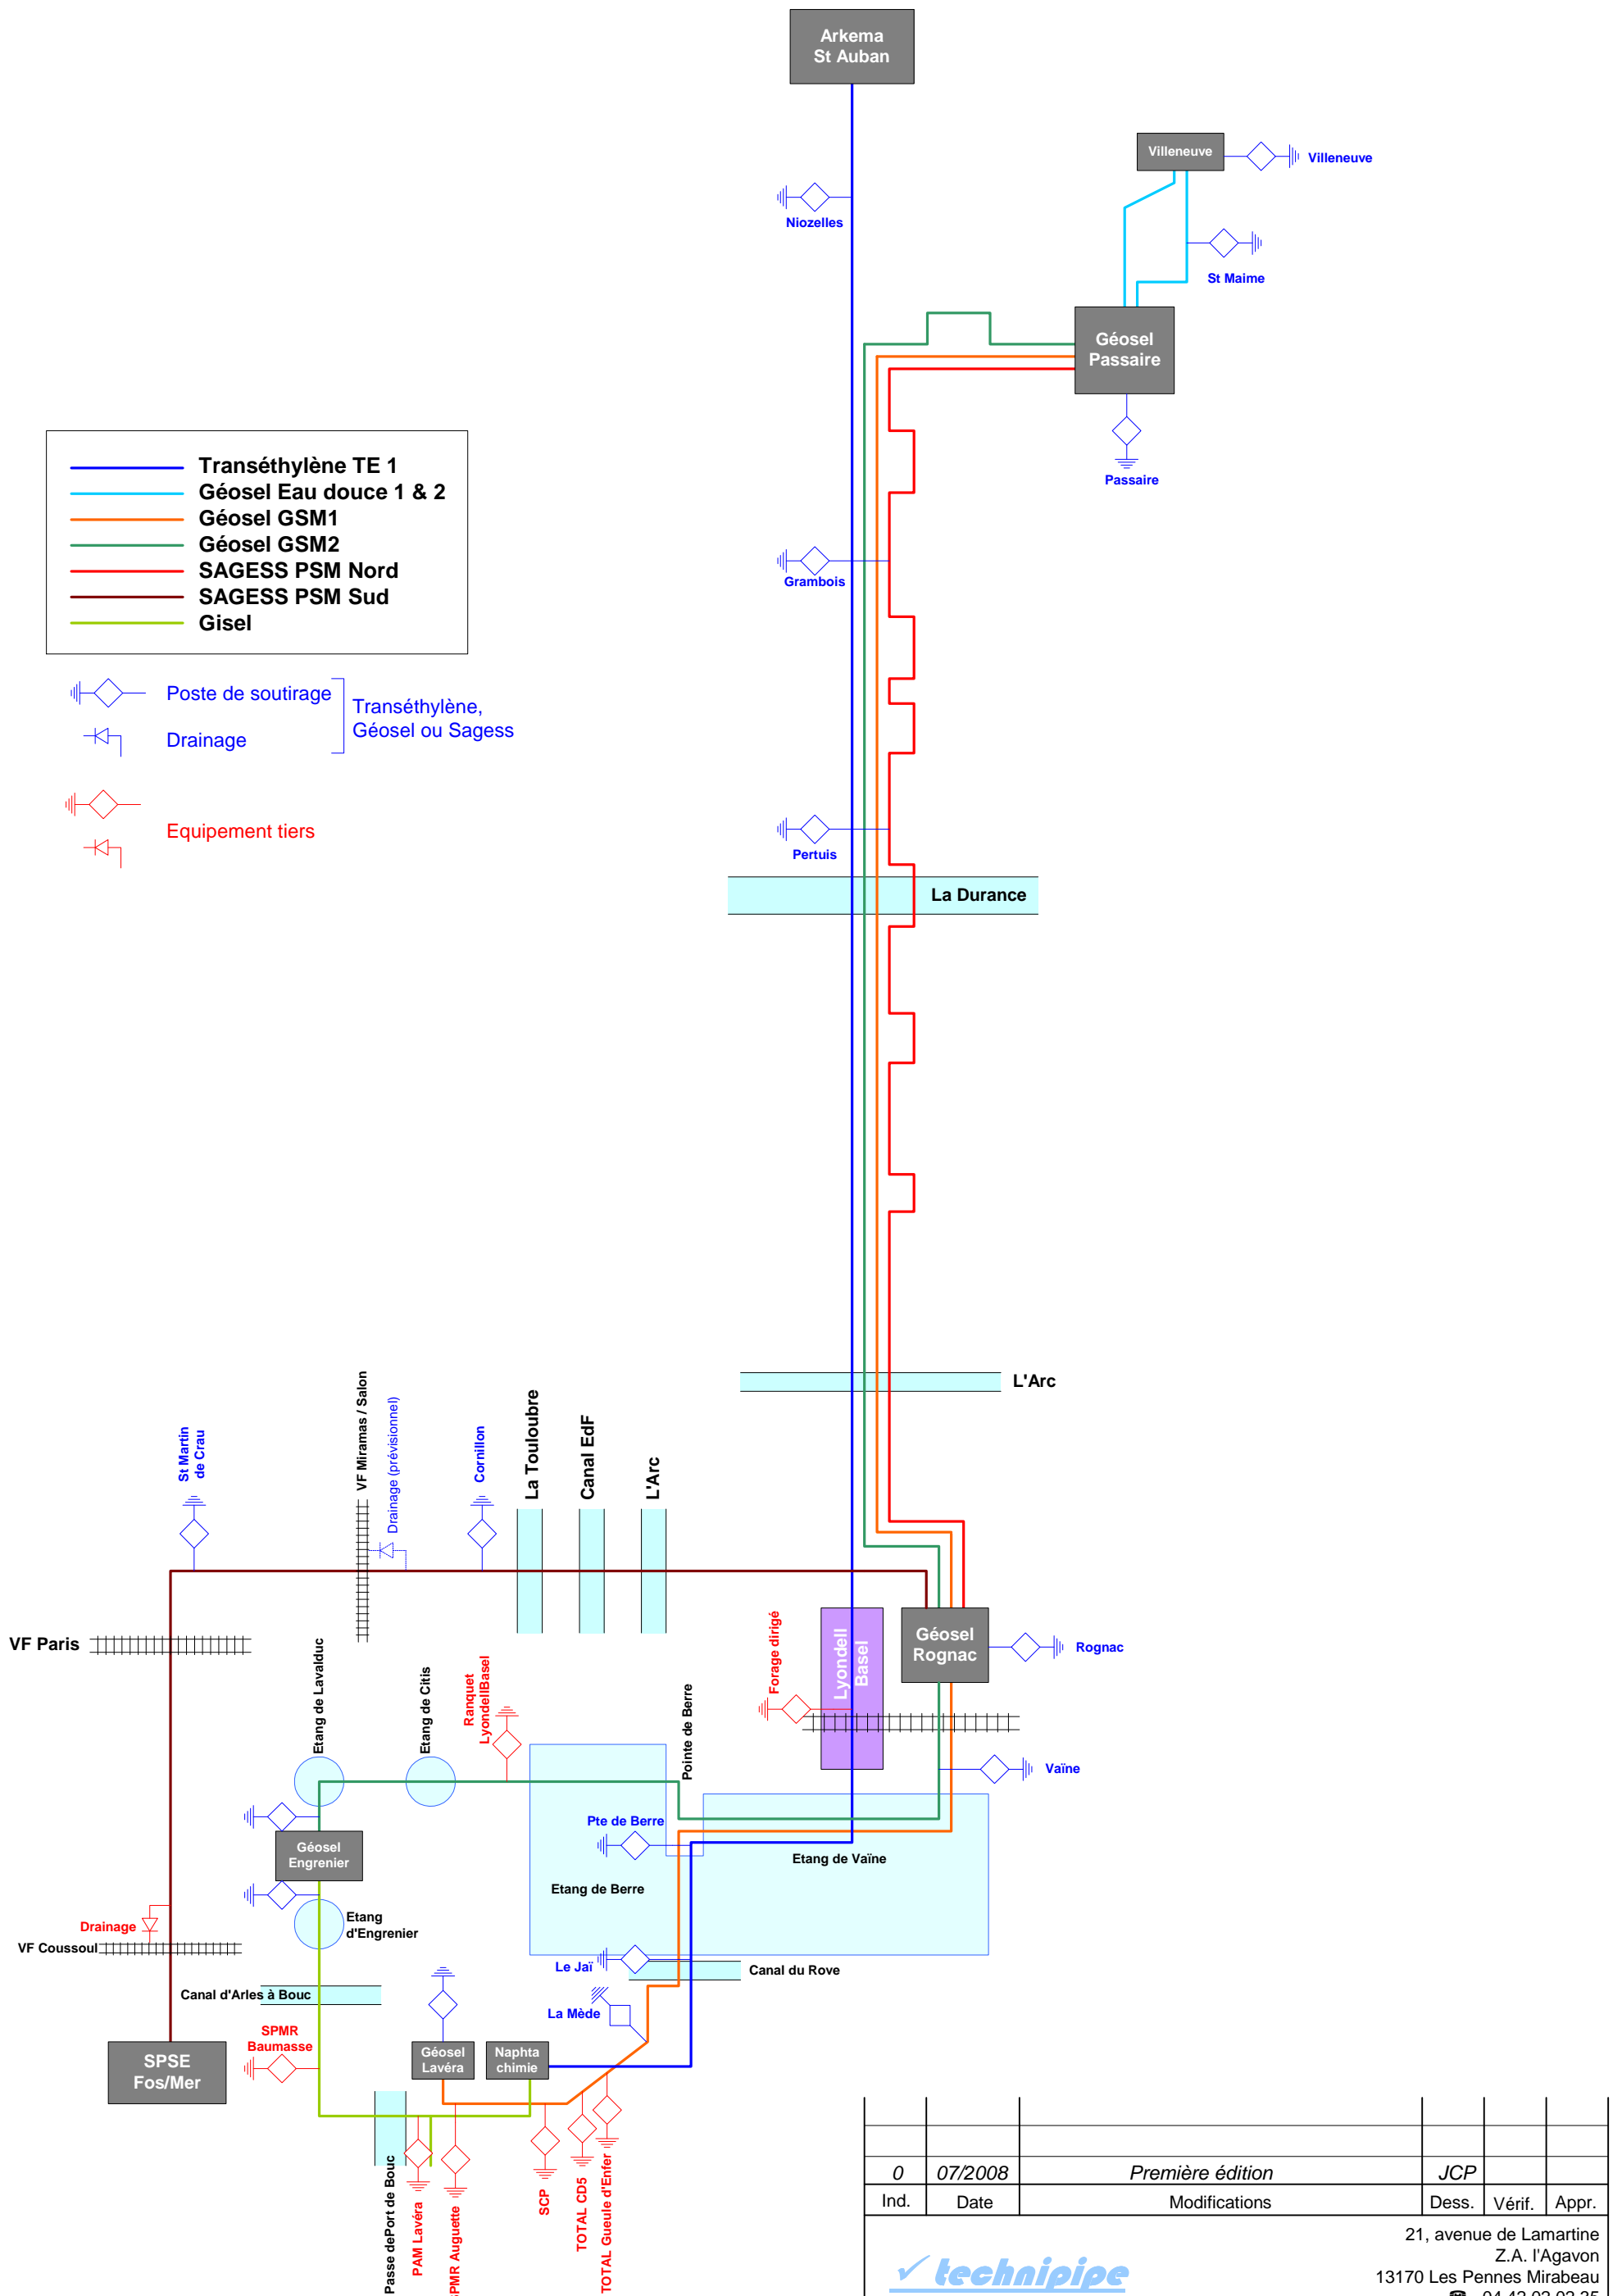 Arkema
St Auban
Villeneuve
Villeneuve
Niozelles
St Maime
Géosel
Passaire
Passaire
Transéthylène TE 1
Géosel Eau douce 1 & 2
Géosel GSM1
Géosel GSM2
SAGESS PSM Nord
SAGESS PSM Sud
Gisel
Grambois
Poste de soutirage
Drainage
Transéthylène,
Géosel ou Sagess
Equipement tiers
Pertuis
La Durance
L'Arc
St Martin
de Crau
VF Miramas / Salon
Drainage (prévisionnel)
Cornillon
La Touloubre
Canal EdF
L'Arc
VF Paris
Etang de Lavalduc
Etang de Citis
Ranquet
LyondellBasel
Pointe de Berre
Forage dirigé
Lyondell
Basel
Géosel
Rognac
Rognac
Vaïne
Pte de Berre
Géosel
Engrenier
Etang de Vaïne
Etang de Berre
Etang
d'Engrenier
Drainage
VF Coussoul
Le Jaï
Canal du Rove
Canal d'Arles à Bouc
La Mède
SPMR
Baumasse
SPSE
Fos/Mer
Géosel
Lavéra
Naphta
chimie
Passe dePort de Bouc
PAM Lavéra
SPMR Auguette
SCP
TOTAL CD5
TOTAL Gueule d'Enfer
0 07/2008 Première édition JCP
Ind. Date Modifications Dess. Vérif. Appr.
technipipe
21, avenue de Lamartine
Z.A. l'Agavon
13170 Les Pennes Mirabeau